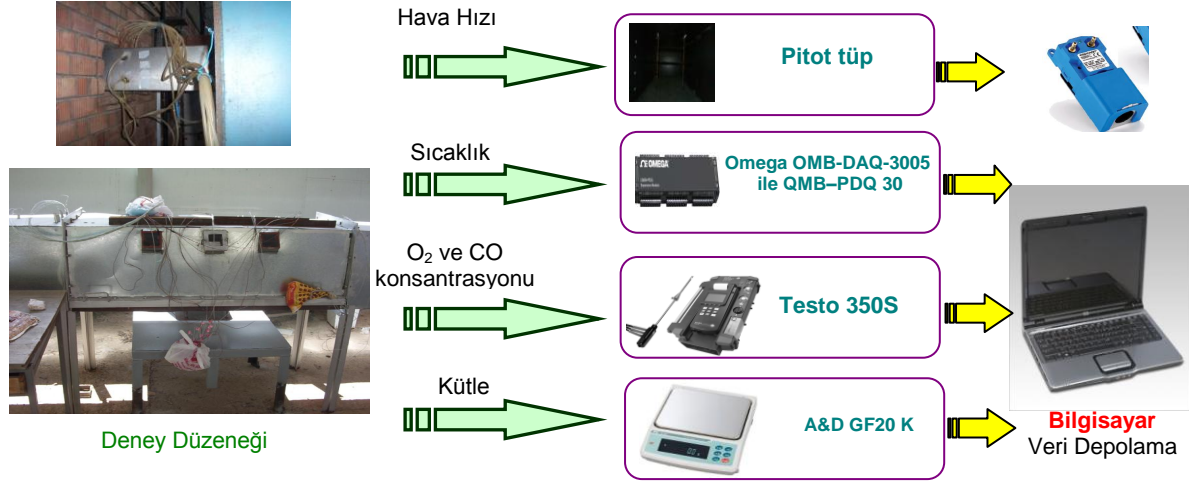 Hava Hızı
Pitot tüp
Sıcaklık
OMEGA
Omega OMB-DAQ-3005
ile QMB–PDQ 30
O₂ ve CO
konsantrasyonu
Testo 350S
Kütle
A&D GF20 K
Deney Düzeneği
Bilgisayar
Veri Depolama